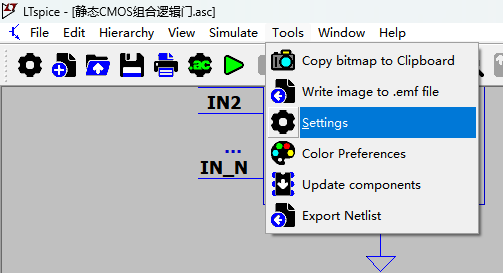 LTspice - [静态CMOS组合逻辑门.asc]
File Edit Hierarchy View Simulate Tools Window Help
.ac
Copy bitmap to Clipboard
Write image to .emf file
Settings
Color Preferences
Update components
Export Netlist
IN2
...
IN_N